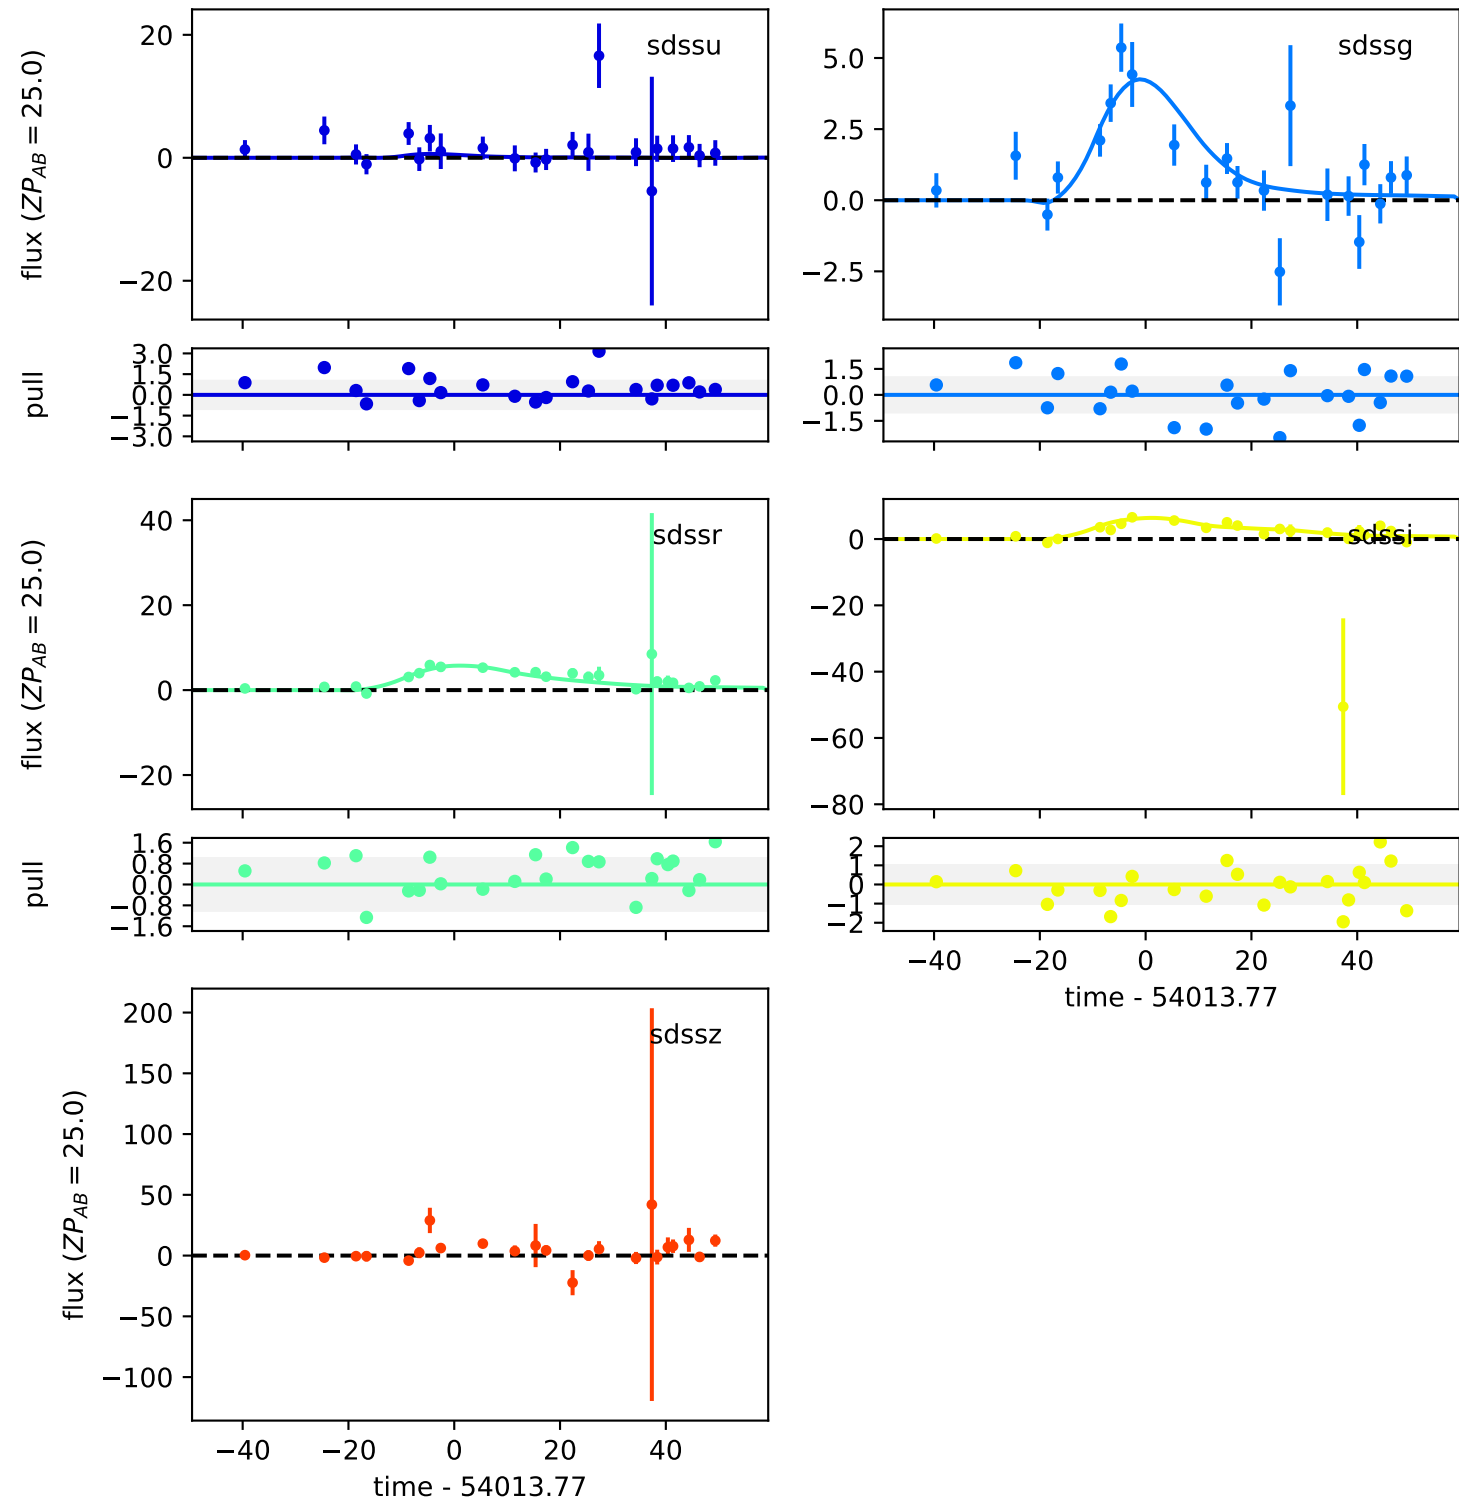 sdssu
sdssg
flux (ZP_AB = 25.0)
20
0
−20
5.0
2.5
0.0
−2.5
pull
3.0
1.5
0.0
−1.5
−3.0
1.5
0.0
−1.5
sdssr
sdssi
flux (ZP_AB = 25.0)
40
20
0
−20
0
−20
−40
−60
−80
pull
1.6
0.8
0.0
−0.8
−1.6
2
1
0
−1
−2
−40 −20 0 20 40
time - 54013.77
sdssz
flux (ZP_AB = 25.0)
200
150
100
50
0
−50
−100
−40 −20 0 20 40
time - 54013.77